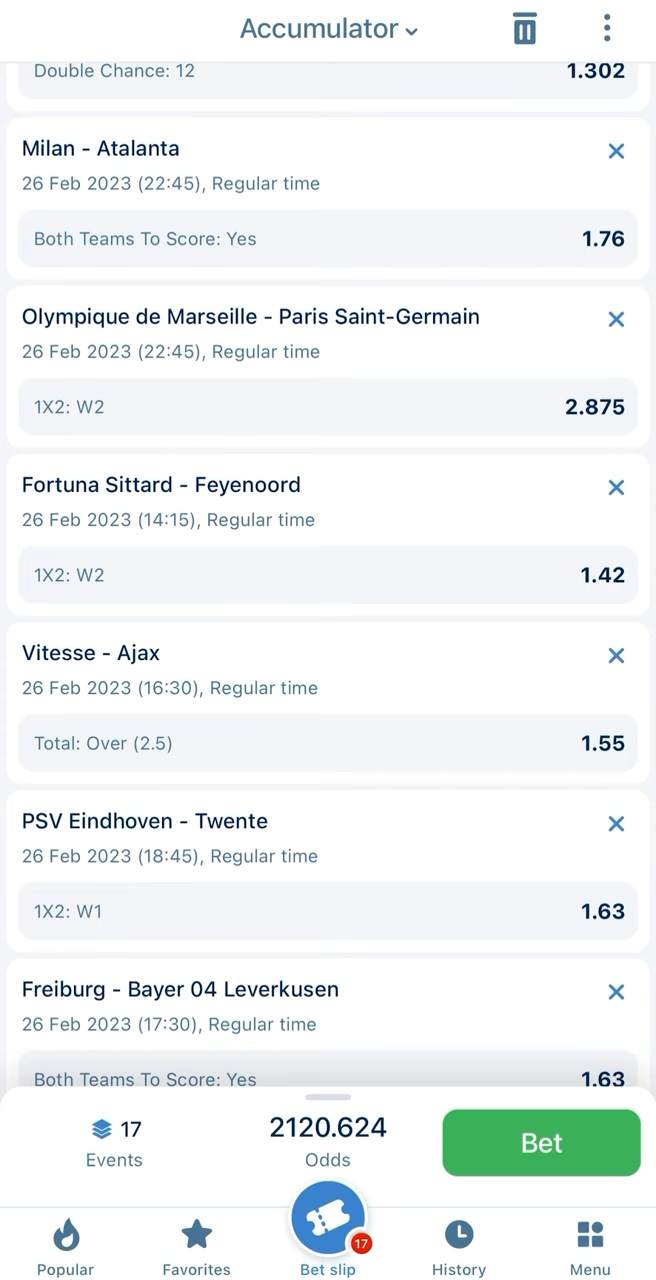 Accumulator
Double Chance: 12 1.302
Milan - Atalanta
26 Feb 2023 (22:45), Regular time
Both Teams To Score: Yes 1.76
Olympique de Marseille - Paris Saint-Germain
26 Feb 2023 (22:45), Regular time
1X2: W2 2.875
Fortuna Sittard - Feyenoord
26 Feb 2023 (14:15), Regular time
1X2: W2 1.42
Vitesse - Ajax
26 Feb 2023 (16:30), Regular time
Total: Over (2.5) 1.55
PSV Eindhoven - Twente
26 Feb 2023 (18:45), Regular time
1X2: W1 1.63
Freiburg - Bayer 04 Leverkusen
26 Feb 2023 (17:30), Regular time
Both Teams To Score: Yes 1.63
17 2120.624 Bet
Events Odds
17
Popular Favorites Bet slip History Menu